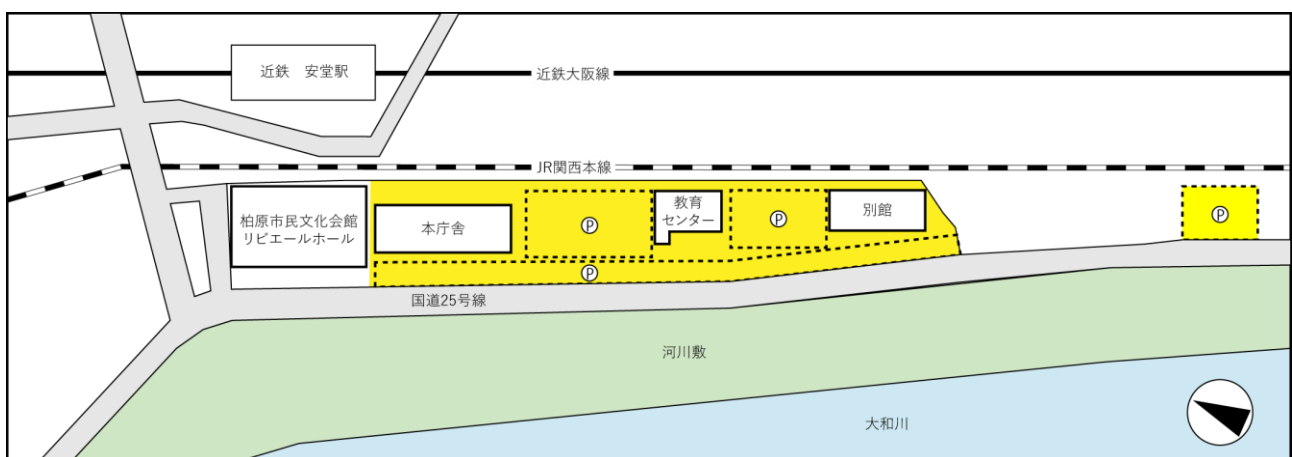 近鉄　安堂駅
近鉄大阪線
JR関西本線
柏原市民文化会館
リビエールホール
本庁舎
P
教育
センター
P
別館
P
P
国道25号線
河川敷
大和川